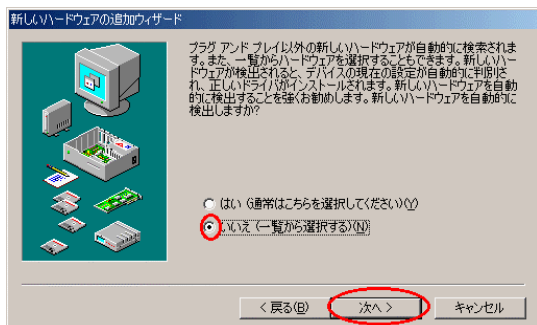 新しいハードウェアの追加ウィザード
プラグ アンド プレイ以外の新しいハードウェアが自動的に検索されま
す。また、一覧からハードウェアを選択することもできます。新しいハー
ドウェアが検出されると、デバイスの現在の設定が自動的に判別さ
れ、正しいドライバがインストールされます。新しいハードウェアを自動
的に検出することを強くお勧めします。新しいハードウェアを自動的に
検出しますか?
はい (通常はこちらを選択してください)(Y)
いいえ (一覧から選択する)(N)
< 戻る(B) 次へ > キャンセル